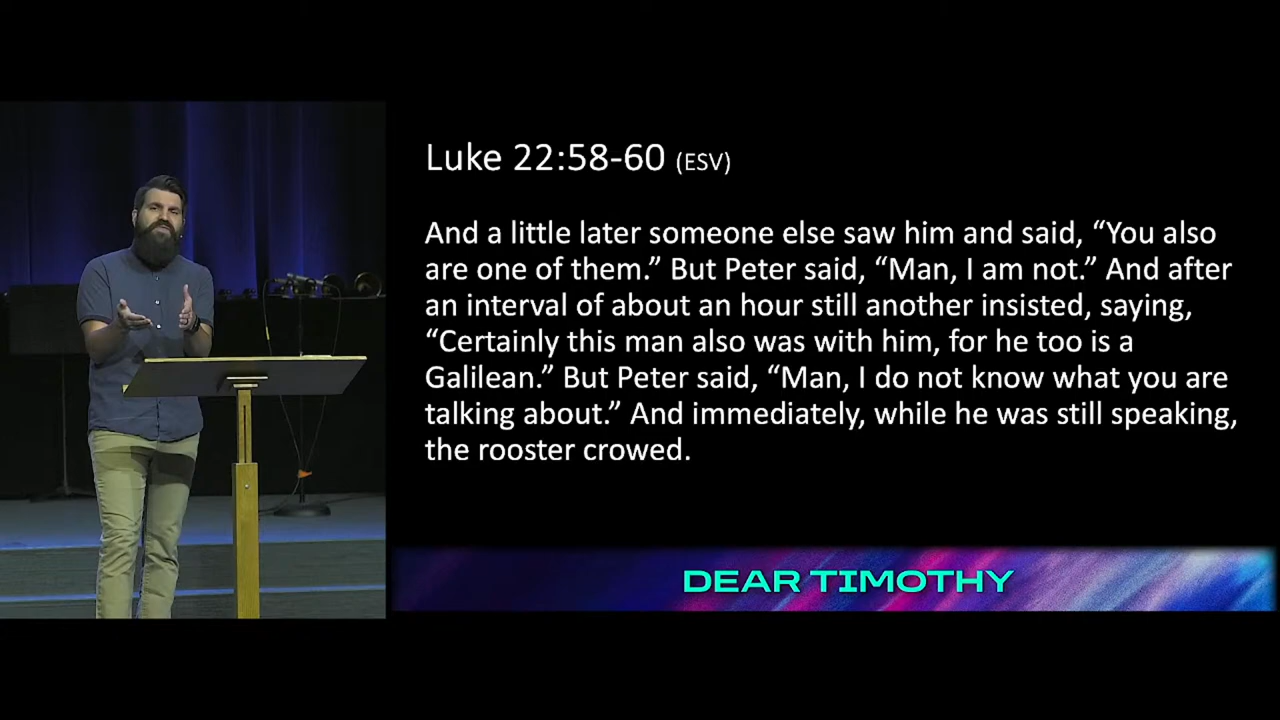 Luke 22:58-60 (ESV)
And a little later someone else saw him and said, “You also
are one of them.” But Peter said, “Man, I am not.” And after
an interval of about an hour still another insisted, saying,
“Certainly this man also was with him, for he too is a
Galilean.” But Peter said, “Man, I do not know what you are
talking about.” And immediately, while he was still speaking,
the rooster crowed.
DEAR TIMOTHY